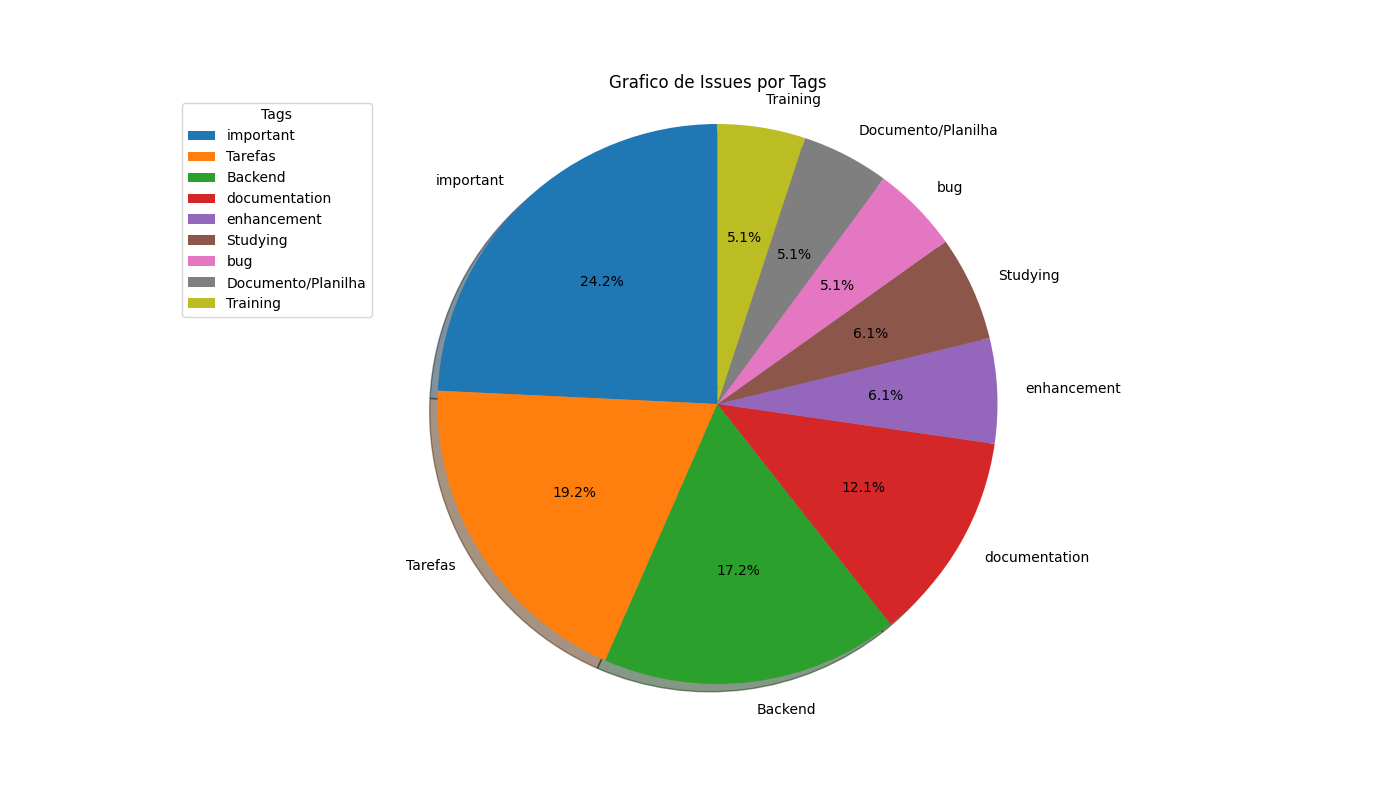 Grafico de Issues por Tags
Tags
important
Tarefas
Backend
documentation
enhancement
Studying
bug
Documento/Planilha
Training
Training
Documento/Planilha
bug
Studying
enhancement
documentation
Backend
Tarefas
important
5.1%
5.1%
5.1%
6.1%
6.1%
12.1%
17.2%
19.2%
24.2%